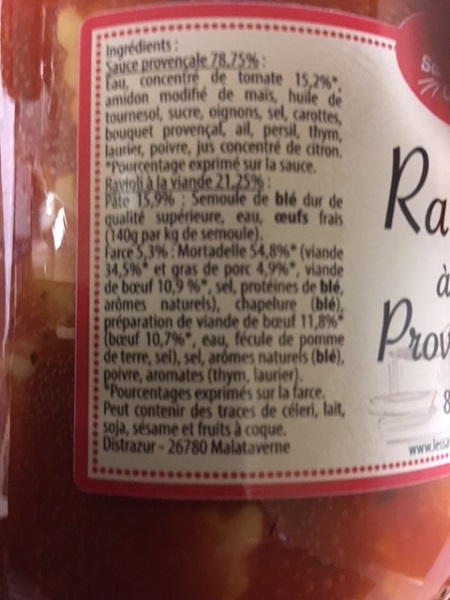 Ingrédients :
Sauce provençale 78,75% :
Eau, concentré de tomate 15,2%*,
amidon modifié de maïs, huile de
tournesol, sucre, oignons, sel, carottes,
bouquet provençal, ail, persil, thym,
laurier, poivre, jus concentré de citron.
*Pourcentage exprimé sur la sauce.
Ravioli à la viande 21,25% :
Pâte 15,9% : Semoule de blé dur de
qualité supérieure, eau, œufs frais
(140g par kg de semoule).
Farce 5,3% : Mortadelle 54,8%* (viande
34,5%* et gras de porc 4,9%*, viande
de bœuf 10,9 %*, sel, protéines de blé,
arômes naturels), chapelure (blé),
préparation de viande de bœuf 11,8%*
(bœuf 10,7%*, eau, fécule de pomme
de terre, sel), sel, arômes naturels (blé),
poivre, aromates (thym, laurier).
*Pourcentages exprimés sur la farce.
Peut contenir des traces de céleri, lait,
soja, sésame et fruits à coque.
Distrazur - 26780 Malataverne
Ra
à
Prov
8
www.less